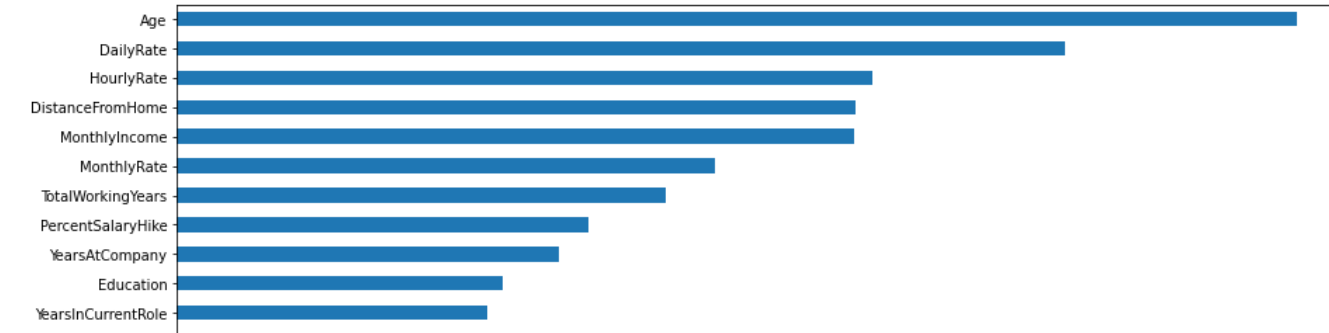 Age
DailyRate
HourlyRate
DistanceFromHome
MonthlyIncome
MonthlyRate
TotalWorkingYears
PercentSalaryHike
YearsAtCompany
Education
YearsInCurrentRole